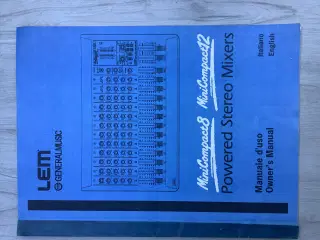 LEM
GENERALMUSIC
MiniCompact8 MiniCompact12
Powered Stereo Mixers
Manuale d'uso
Owner's Manual
Italiano
English